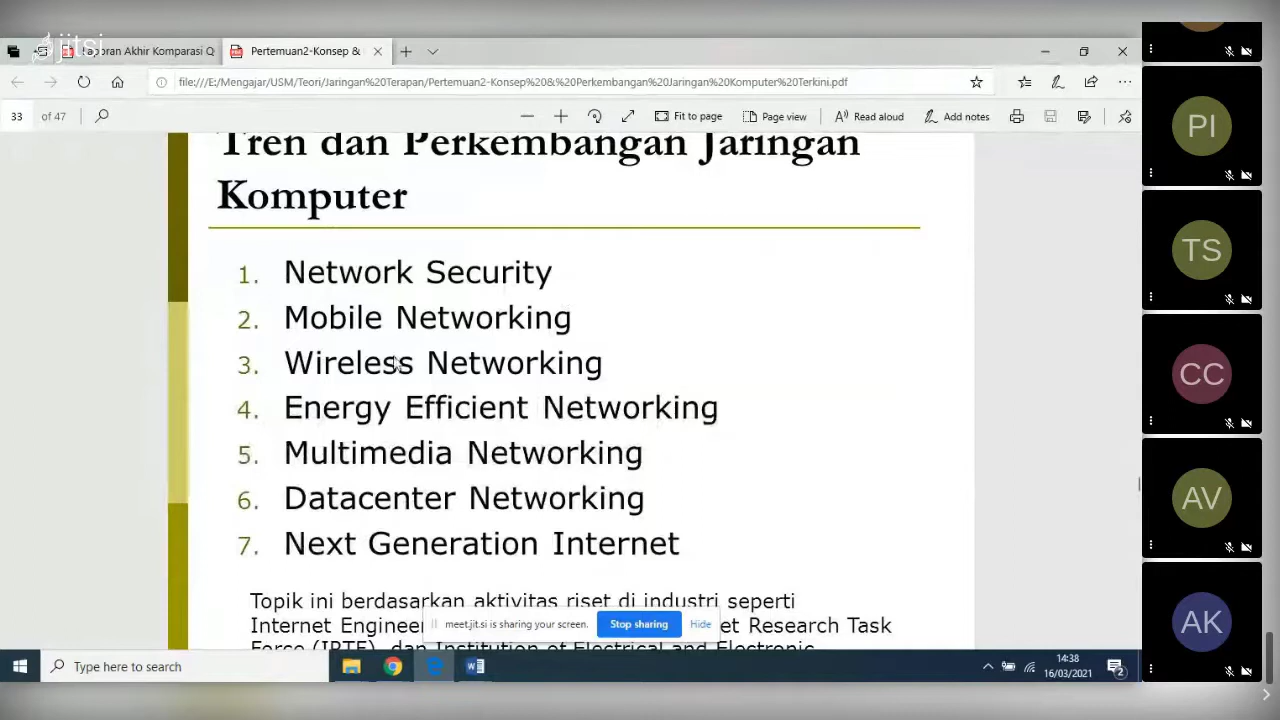 jitsi
aporan Akhir Komparasi Q
Pertemuan2-Konsep &
file:///E:/Mengajar/USM/Teori/Jaringan%20Terapan/Pertemuan2-Konsep%20&%20Perkembangan%20Jaringan%20Komputer%20Terkini.pdf
33 of 47
Fit to page
Page view
Read aloud
Add notes
Tren dan Perkembangan Jaringan
Komputer
1. Network Security
2. Mobile Networking
3. Wireless Networking
4. Energy Efficient Networking
5. Multimedia Networking
6. Datacenter Networking
7. Next Generation Internet
Topik ini berdasarkan aktivitas riset di industri seperti
Internet Engineer et Research Task
Force (IRTF), dan Institution of Electrical and Electronic
meet.jit.si is sharing your screen. Stop sharing Hide
Type here to search
14:38
16/03/2021
2
PI
TS
CC
AV
AK